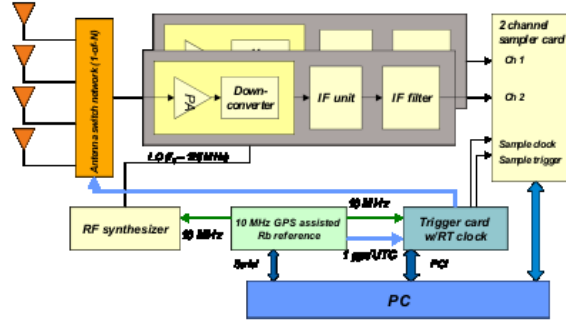 2 channel
sampler card
Ch 1
Ch 2
Sample clock
Sample trigger
Antenna switch network (1-of-N)
PA
Down-
converter
IF unit
IF filter
RF synthesizer
10 MHz
10 MHz GPS assisted
Rb reference
10 MHz
1 pps/UTC
Trigger card
w/RT clock
Serial
PCI
PC